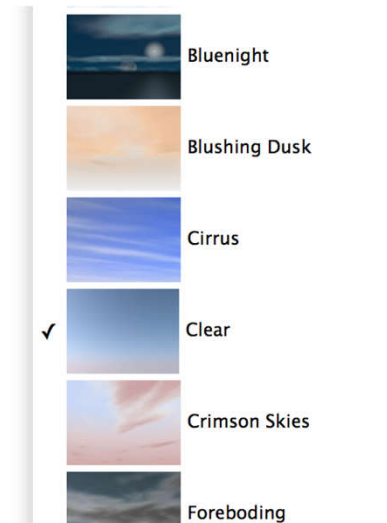 Bluenight
Blushing Dusk
Cirrus
Clear
Crimson Skies
Foreboding